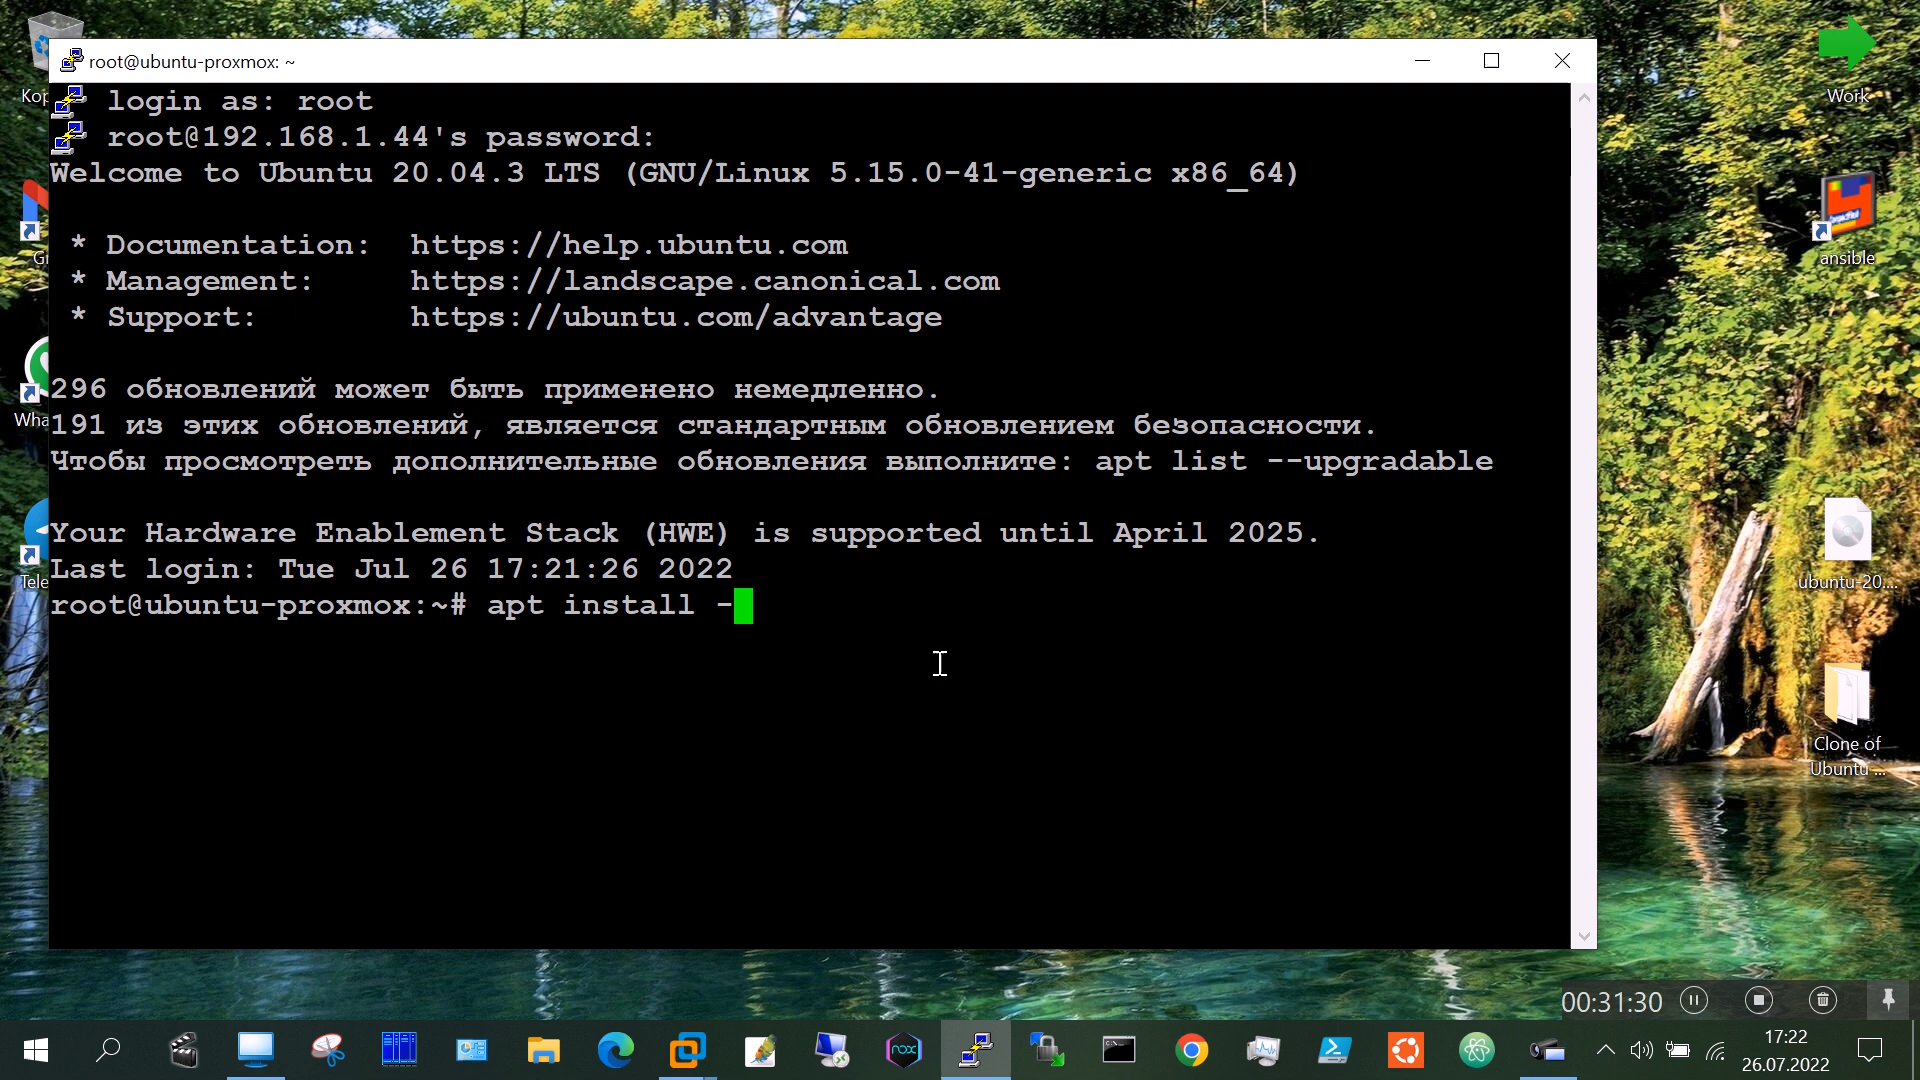 root@ubuntu-proxmox: ~
login as: root
root@192.168.1.44's password:
Welcome to Ubuntu 20.04.3 LTS (GNU/Linux 5.15.0-41-generic x86_64)
* Documentation: https://help.ubuntu.com
* Management: https://landscape.canonical.com
* Support: https://ubuntu.com/advantage
296 обновлений может быть применено немедленно.
191 из этих обновлений, является стандартным обновлением безопасности.
Чтобы просмотреть дополнительные обновления выполните: apt list --upgradable
Your Hardware Enablement Stack (HWE) is supported until April 2025.
Last login: Tue Jul 26 17:21:26 2022
root@ubuntu-proxmox:~# apt install -
Work
ansible
ubuntu-20....
Clone of
Ubuntu ...
00:31:30
nox
17:22
26.07.2022